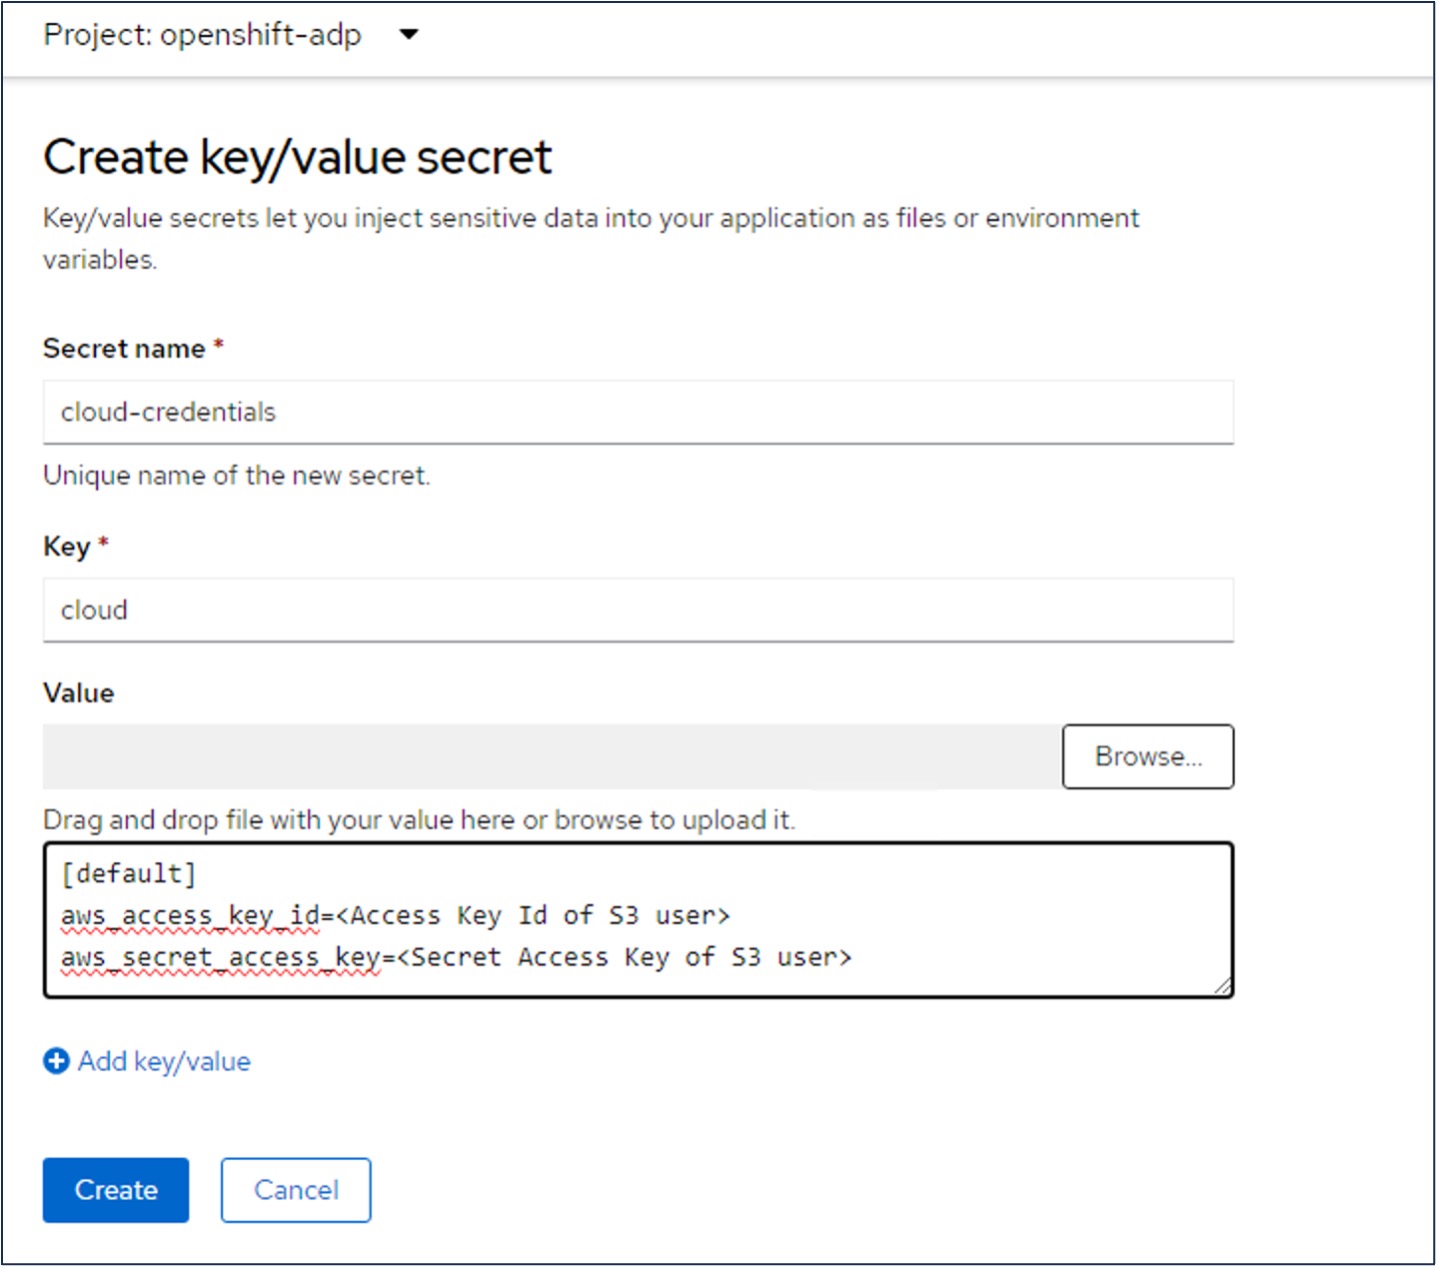 Project: openshift-adp
Create key/value secret
Key/value secrets let you inject sensitive data into your application as files or environment
variables.
Secret name *
cloud-credentials
Unique name of the new secret.
Key *
cloud
Value
Browse...
Drag and drop file with your value here or browse to upload it.
[default]
aws_access_key_id=<Access Key Id of S3 user>
aws_secret_access_key=<Secret Access Key of S3 user>
Add key/value
Create Cancel